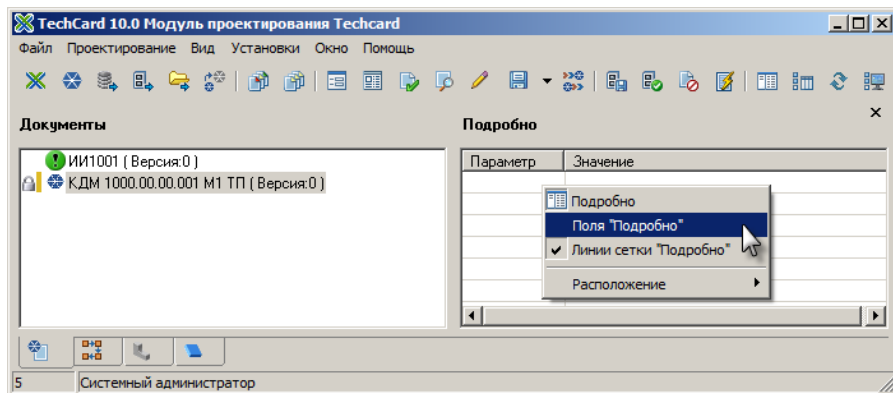 TechCard 10.0 Модуль проектирования Techcard
Файл Проектирование Вид Установки Окно Помощь
Документы
Подробно
ИИ1001 ( Версия:0 )
КДМ 1000.00.00.001 М1 ТП ( Версия:0 )
Параметр Значение
Подробно
Поля "Подробно"
Линии сетки "Подробно"
Расположение
5 Системный администратор